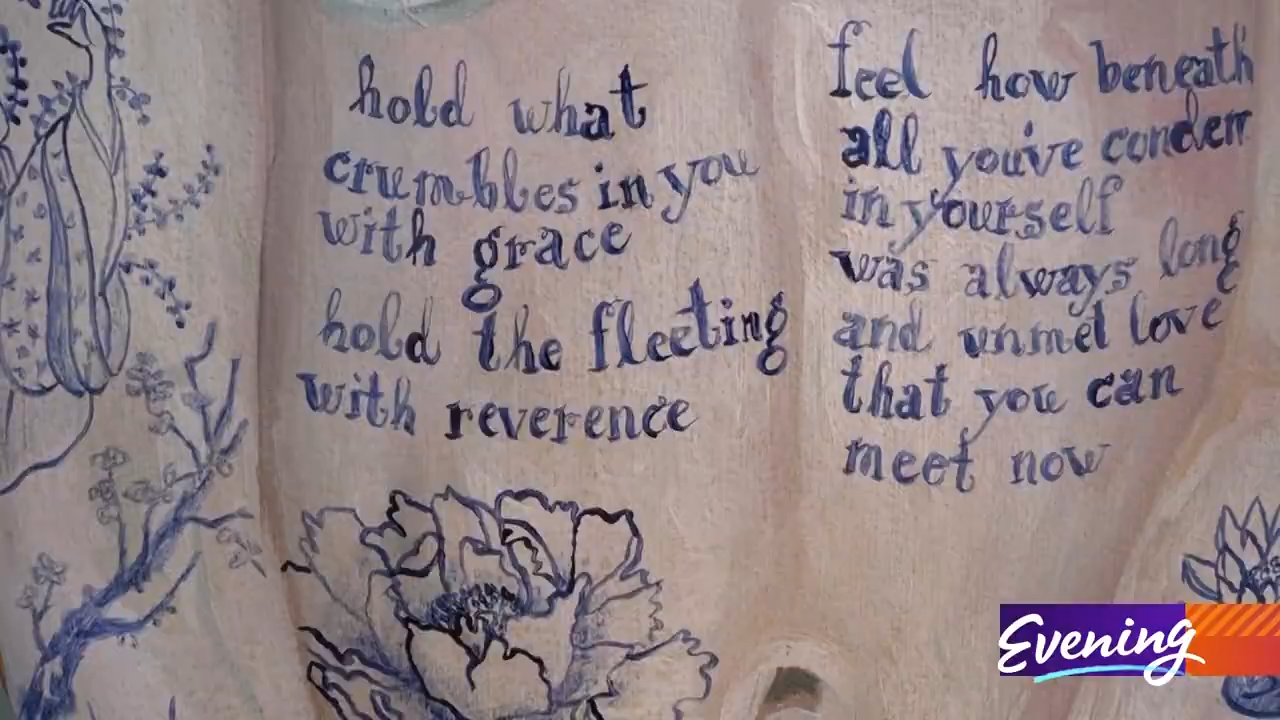 hold what
crumbles in you
with grace
hold the fleeting
with reverence
feel how beneath
all you've condem
in yourself
was always long
and unmet love
that you can
meet now
Evening